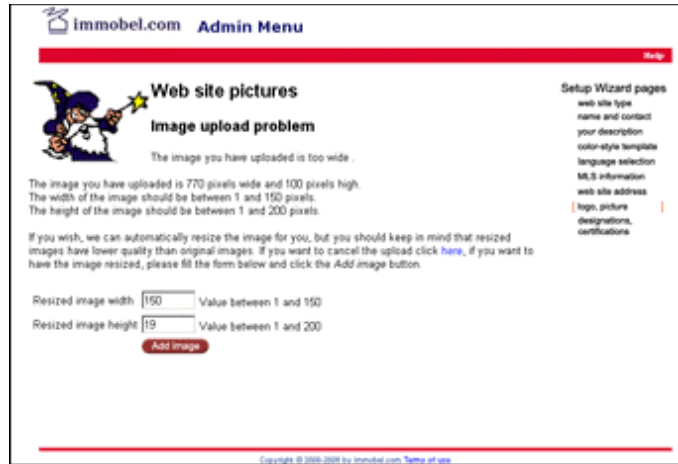 immobel.com Admin Menu
Help
Web site pictures
Image upload problem
The image you have uploaded is too wide .
The image you have uploaded is 770 pixels wide and 100 pixels high.
The width of the image should be between 1 and 150 pixels.
The height of the image should be between 1 and 200 pixels.
If you wish, we can automatically resize the image for you, but you should keep in mind that resized
images have lower quality than original images. If you want to cancel the upload click here, if you want to
have the image resized, please fill the form below and click the Add image button.
Resized image width 150 Value between 1 and 150
Resized image height 19 Value between 1 and 200
Add image
Setup Wizard pages
web site type
name and contact
your description
color-style template
language selection
MLS information
web site address
logo, picture
designations,
certifications
Copyright © 2000-2006 by immobel.com Terms of use